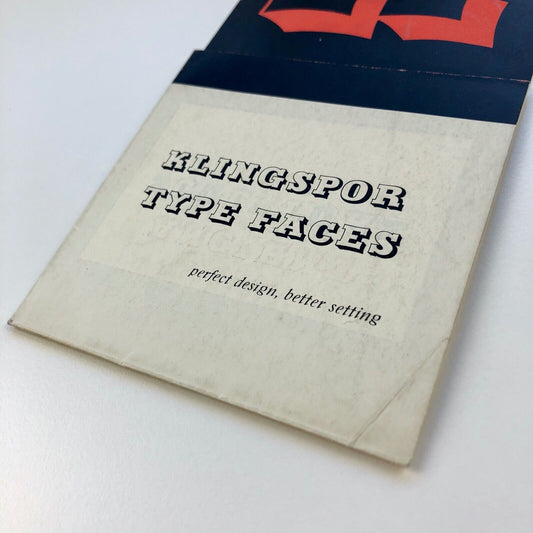 KLINGSPOR
TYPE FACES
perfect design, better setting